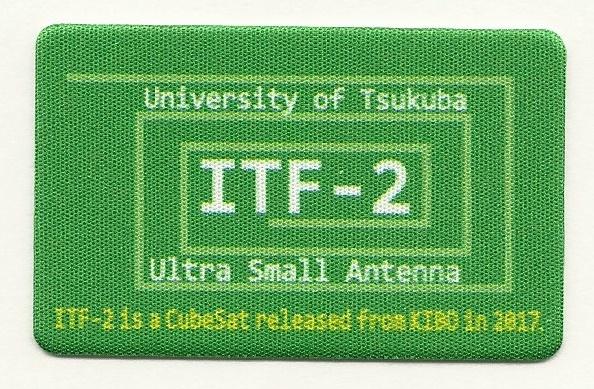 University of Tsukuba
ITF-2
Ultra Small Antenna
ITF-2 is a CubeSat released from KIBO in 2017.